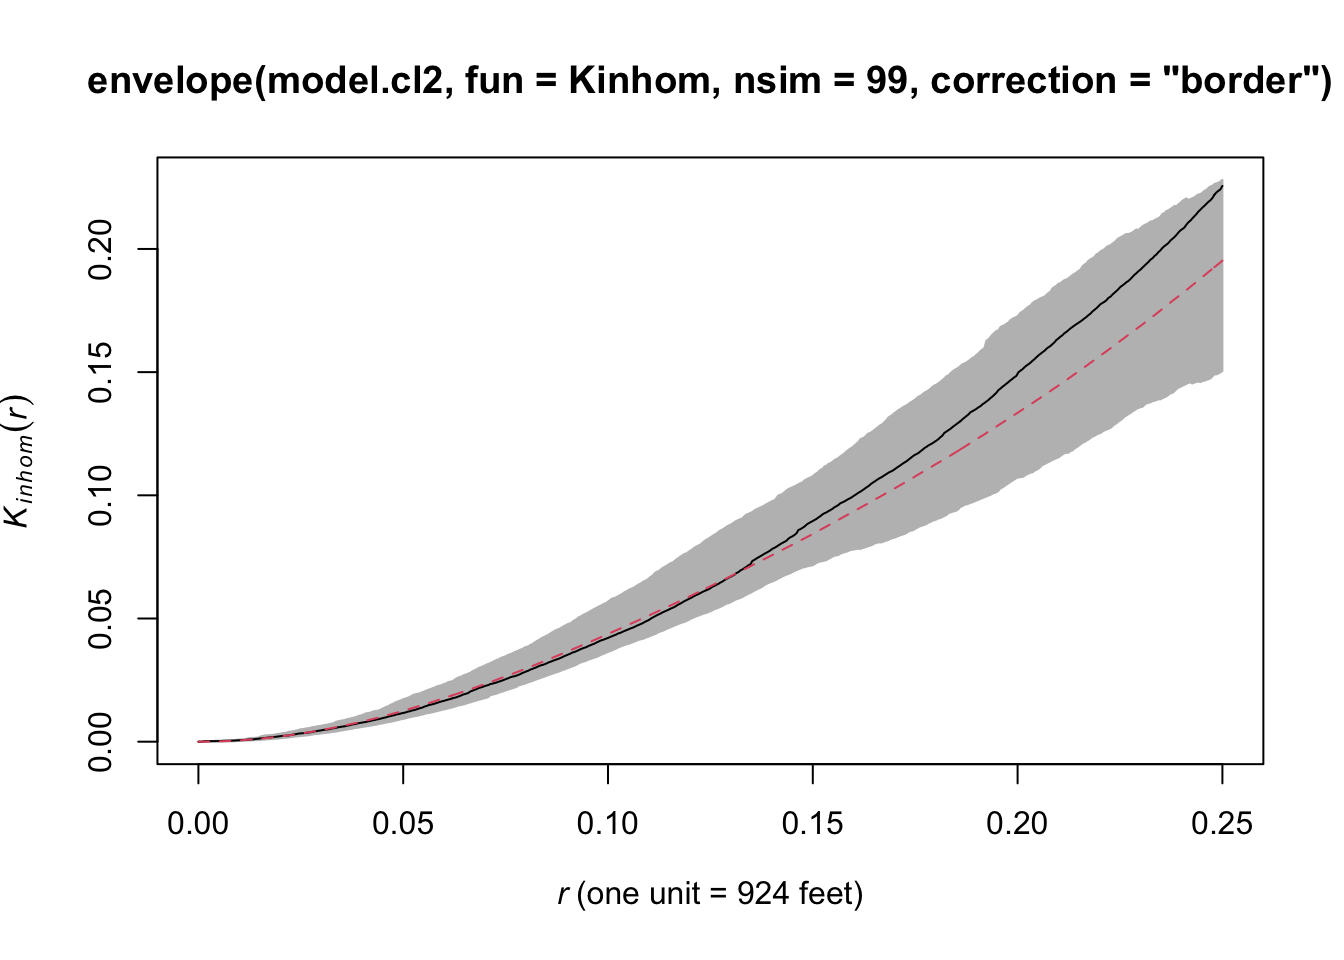 envelope(model.cl2, fun = Kinhom, nsim = 99, correction = "border")
K_inhom(r)
0.20
0.15
0.10
0.05
0.00
0.00 0.05 0.10 0.15 0.20 0.25
r (one unit = 924 feet)